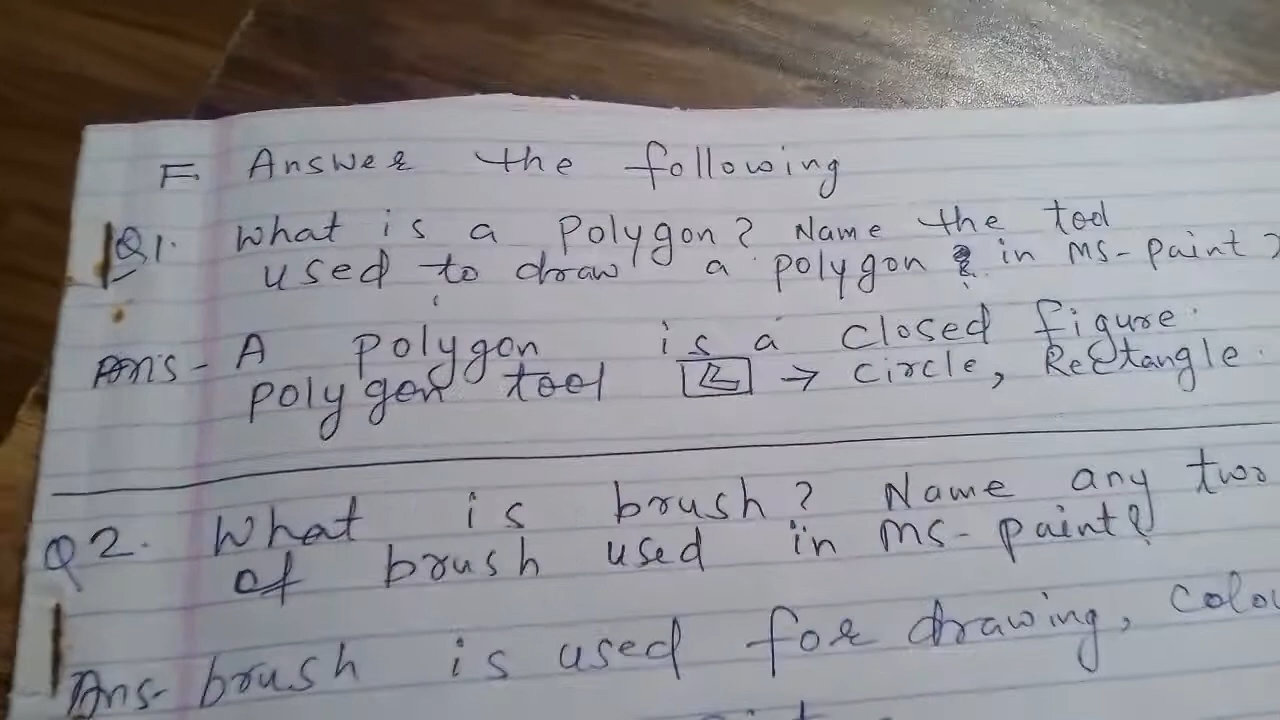 F. Answer the following
Q1. What is a Polygon? Name the tool
used to draw a polygon in MS-paint?
Ans- A polygon is a closed figure.
polygon tool → circle, Rectangle.
Q2. What is brush? Name any two
of brush used in MS-paint?
Ans- brush is used for drawing,